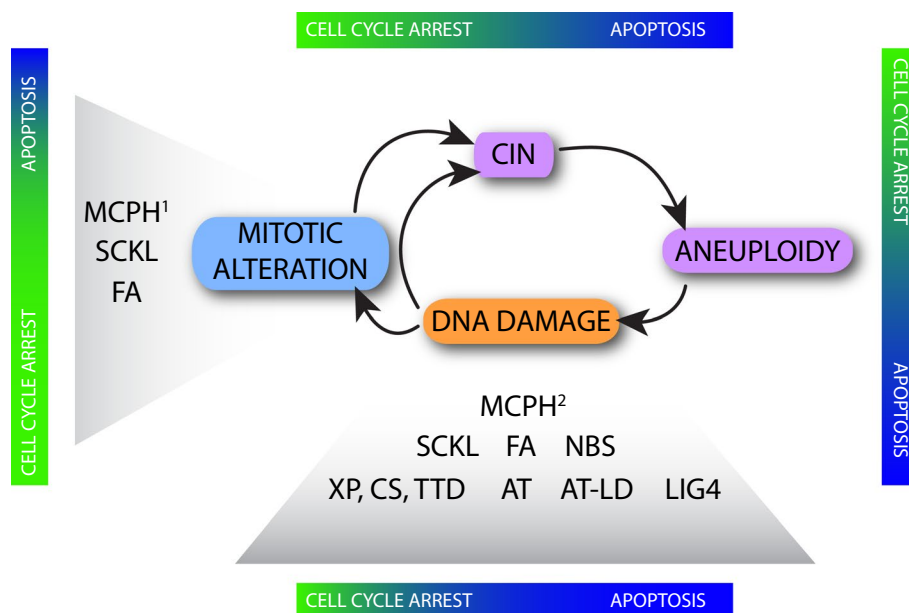 CELL CYCLE ARREST APOPTOSIS
APOPTOSIS
CELL CYCLE ARREST
MCPH¹
SCKL
FA
MITOTIC
ALTERATION
CIN
ANEUPLOIDY
DNA DAMAGE
CELL CYCLE ARREST
APOPTOSIS
MCPH²
SCKL FA NBS
XP, CS, TTD AT AT-LD LIG4
CELL CYCLE ARREST APOPTOSIS